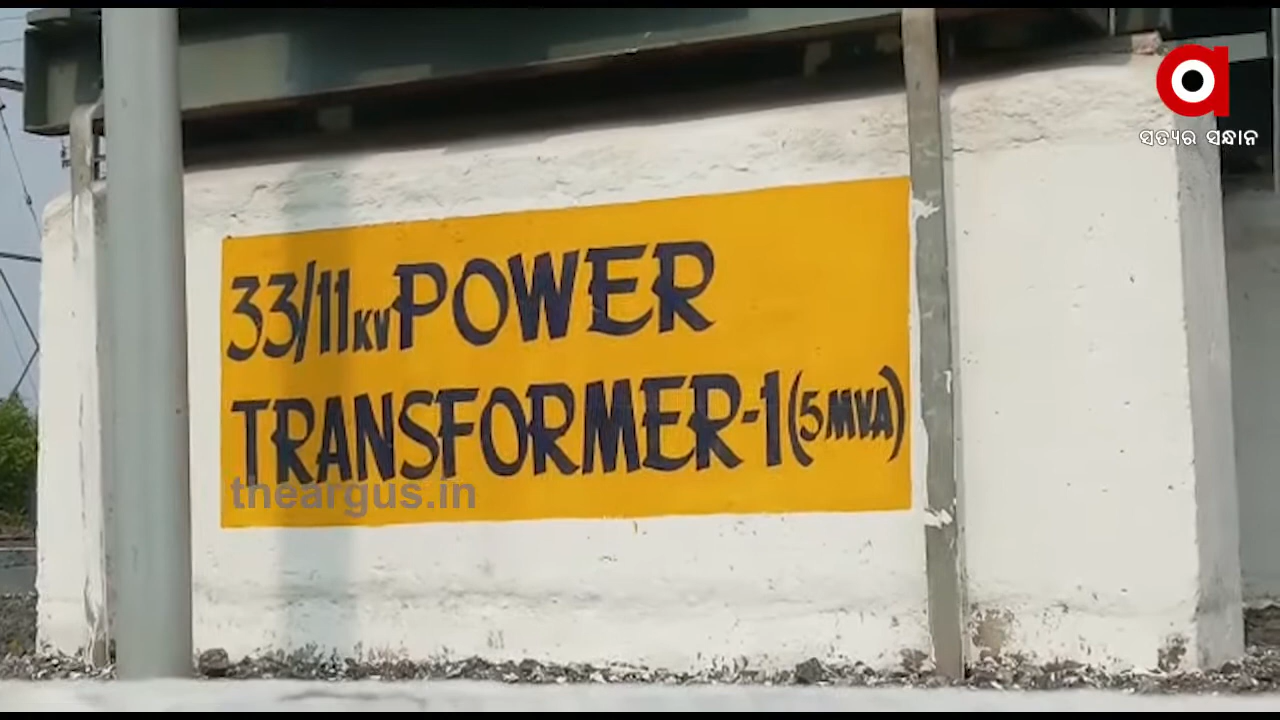 ସତ୍ୟର ସନ୍ଧାନ
33/11KV POWER
TRANSFORMER-1 (5MVA)
theargus.in